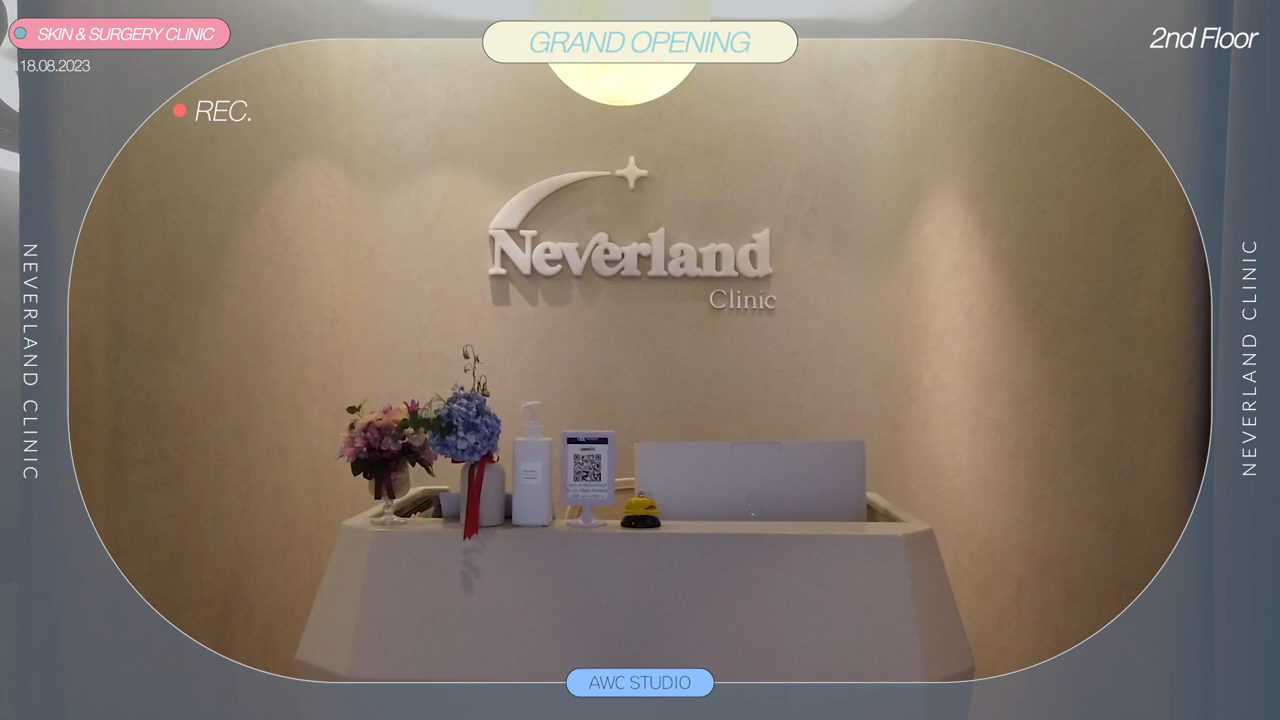 SKIN & SURGERY CLINIC
18.08.2023
GRAND OPENING
2nd Floor
REC.
Neverland
Clinic
NEVERLAND CLINIC
NEVERLAND CLINIC
AWC STUDIO